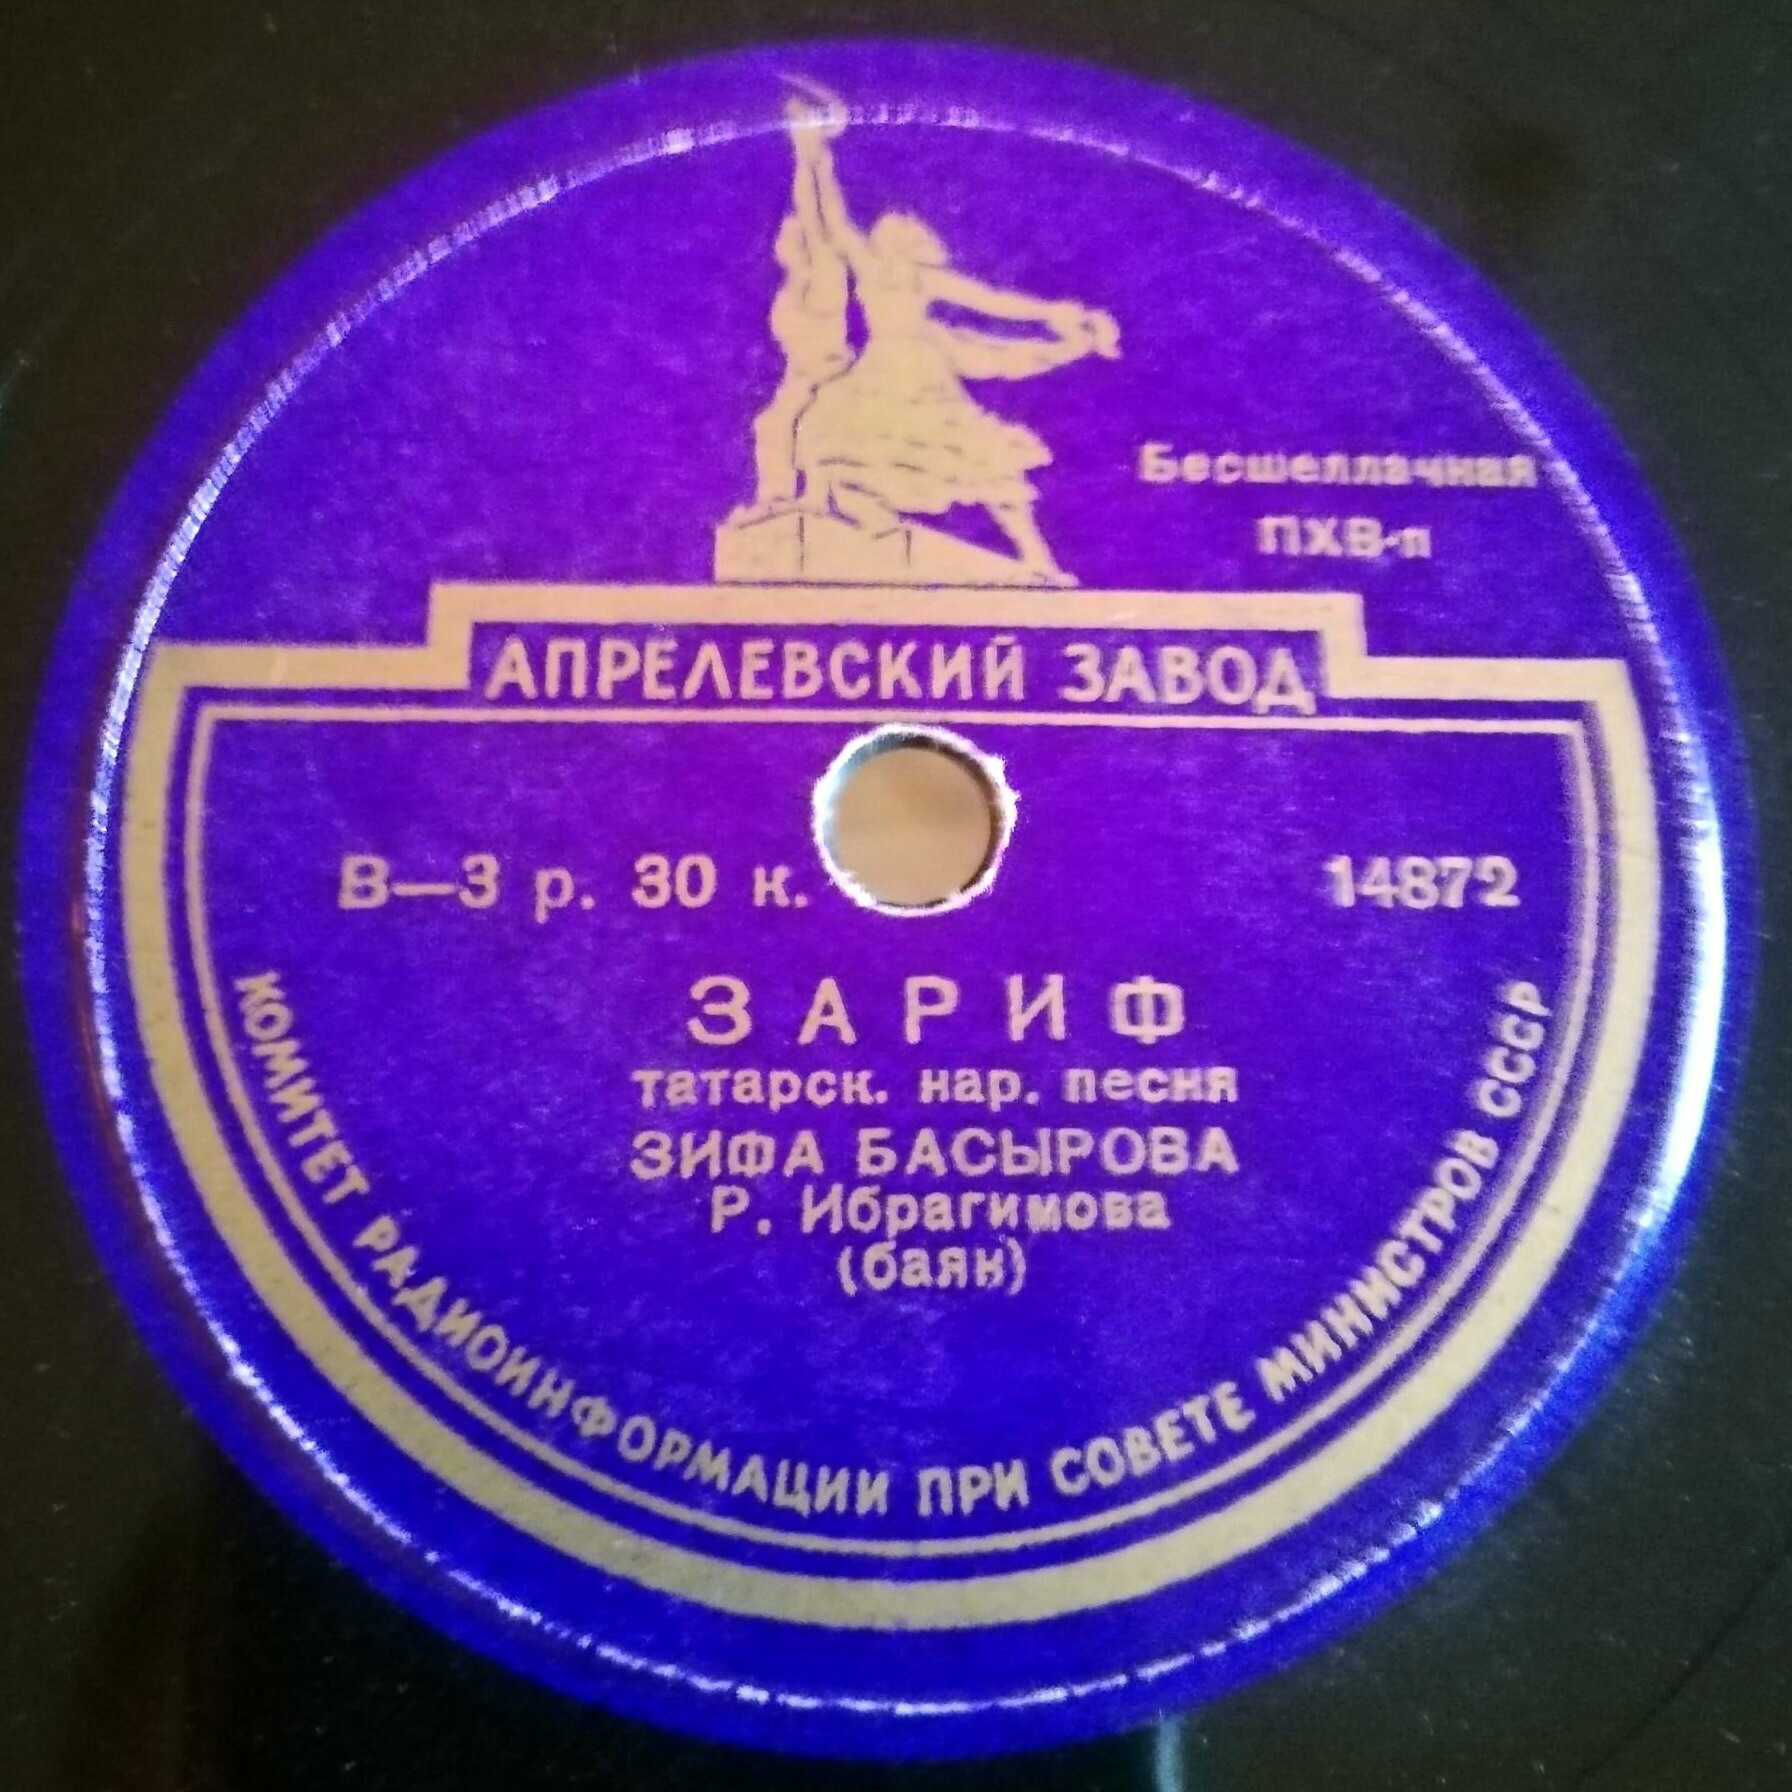 Бесшеллачная
ПХВ-п
АПРЕЛЕВСКИЙ ЗАВОД
В—3 р. 30 к.
14872
ЗАРИФ
татарск. нар. песня
ЗИФА БАСЫРОВА
Р. Ибрагимова
(баян)
КОМИТЕТ РАДИОИНФОРМАЦИИ ПРИ СОВЕТЕ МИНИСТРОВ СССР